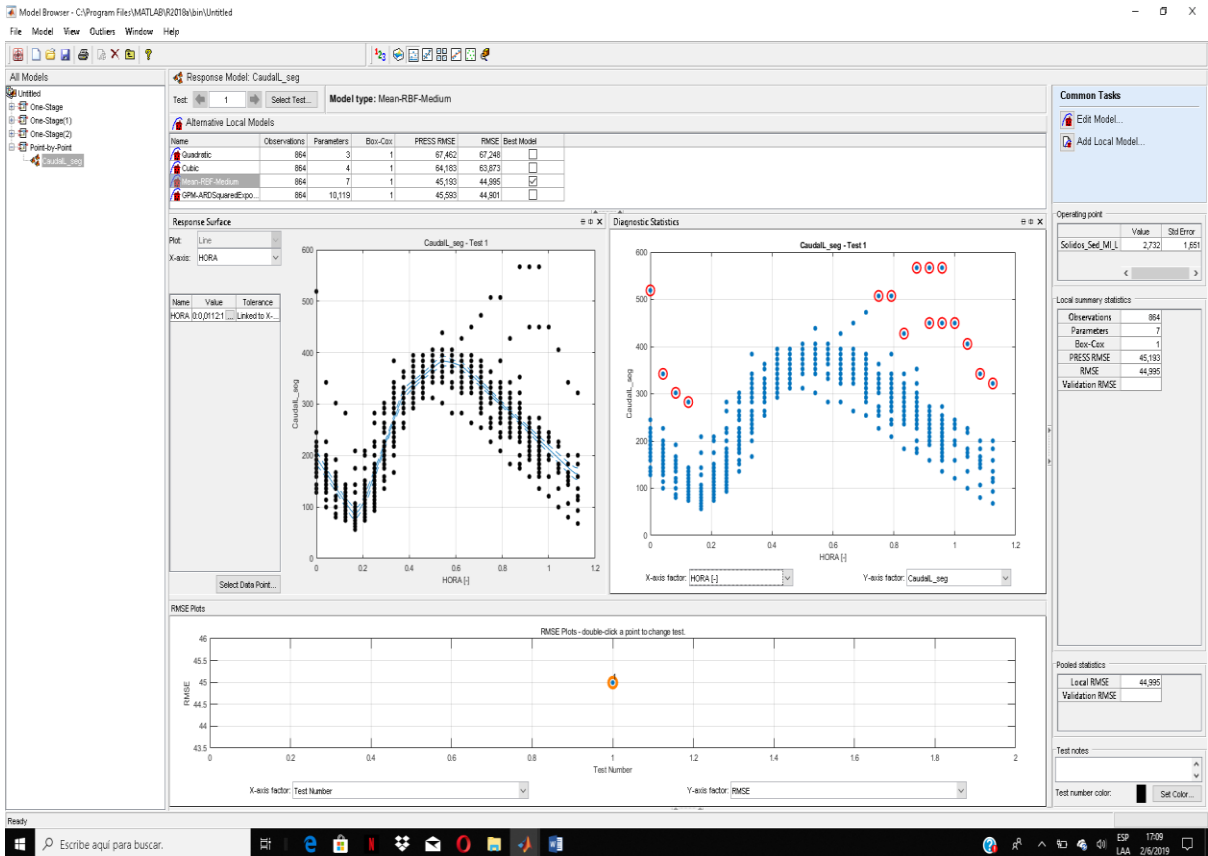 Model Browser - C:\Program Files\MATLAB\R2018a\bin\Untitled
File Model View Outliers Window Help
All Models
Untitled
One-Stage
One-Stage(1)
One-Stage(2)
Point-by-Point
CaudalL_seg
Response Model: CaudalL_seg
Test: 1 Select Test... Model type: Mean-RBF-Medium
Alternative Local Models
Name Observations Parameters Box-Cox PRESS RMSE RMSE Best Model
Quadratic 864 3 1 67,462 67,248
Cubic 864 4 1 64,183 63,873
Mean-RBF-Medium 864 7 1 45,193 44,995
GPM-ARDSquaredExpo... 864 10,119 1 45,593 44,901
Response Surface
Plot: Line
X-axis: HORA
Name Value Tolerance
HORA 0:0,0112:1 ... Linked to X-...
Select Data Point...
CaudalL_seg - Test 1
600
500
400
300
200
100
0
CaudalL_seg
0 0.2 0.4 0.6 0.8 1 1.2
HORA [-]
Diagnostic Statistics
CaudalL_seg - Test 1
600
500
400
300
200
100
0
CaudalL_seg
0 0.2 0.4 0.6 0.8 1 1.2
HORA [-]
X-axis factor: HORA [-] Y-axis factor: CaudalL_seg
RMSE Plots
RMSE Plots - double-click a point to change test.
46
45.5
45
44.5
44
43.5
RMSE
1
0 0.2 0.4 0.6 0.8 1 1.2 1.4 1.6 1.8 2
Test Number
X-axis factor: Test Number Y-axis factor: RMSE
Common Tasks
Edit Model...
Add Local Model...
Operating point
Value Std Error
Solidos_Sed_Ml_L 2,732 1,651
Local summary statistics
Observations 864
Parameters 7
Box-Cox 1
PRESS RMSE 45,193
RMSE 44,995
Validation RMSE
Pooled statistics
Local RMSE 44,995
Validation RMSE
Test notes
Test number color: Set Color...
Ready
Escribe aquí para buscar.
ESP 17:09
LAA 2/6/2019